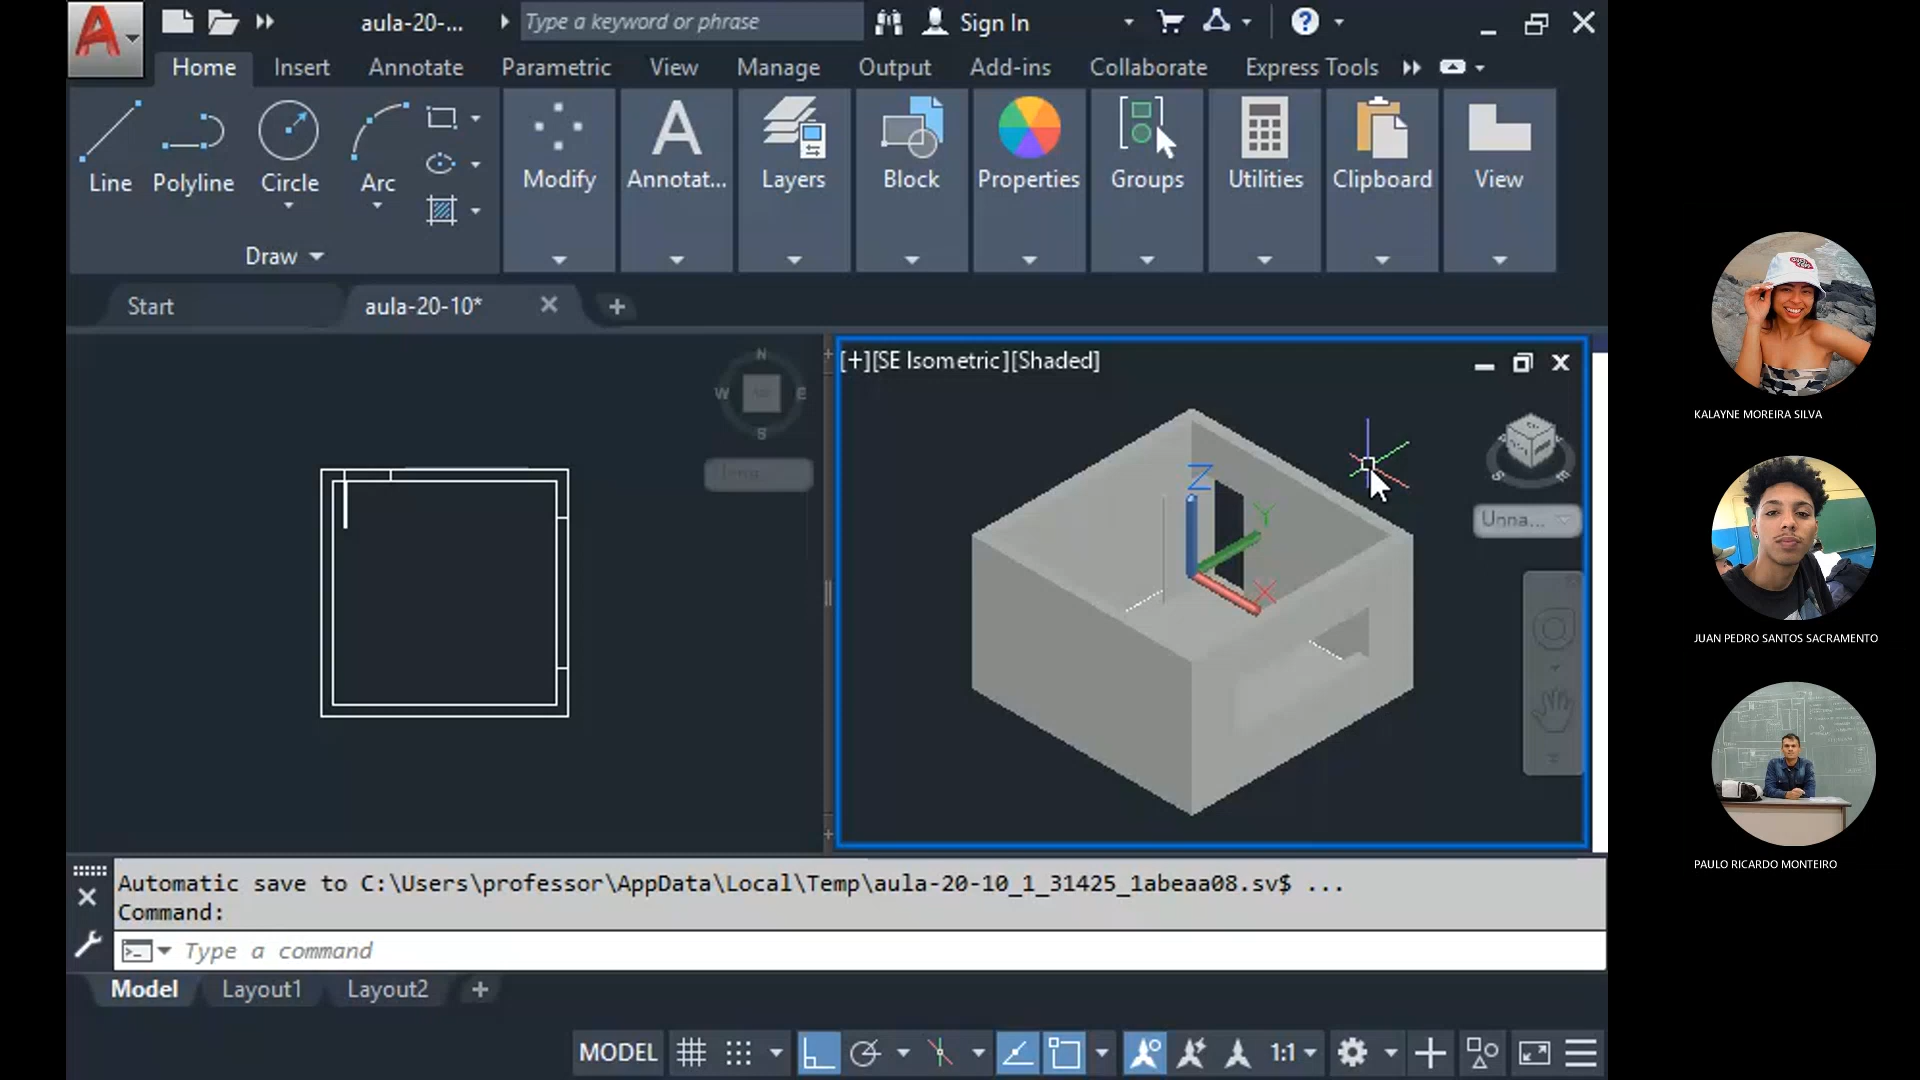 aula-20-...
Type a keyword or phrase
Sign In
Home Insert Annotate Parametric View Manage Output Add-ins Collaborate Express Tools
Line Polyline Circle Arc
Draw
Modify
Annotat...
Layers
Block
Properties
Groups
Utilities
Clipboard
View
Start
aula-20-10*
[+][SE Isometric][Shaded]
N
W
E
S
Z
Y
X
Unna...
KALAYNE MOREIRA SILVA
JUAN PEDRO SANTOS SACRAMENTO
PAULO RICARDO MONTEIRO
Automatic save to C:\Users\professor\AppData\Local\Temp\aula-20-10_1_31425_1abeaa08.sv$ ...
Command:
Type a command
Model Layout1 Layout2
MODEL
1:1